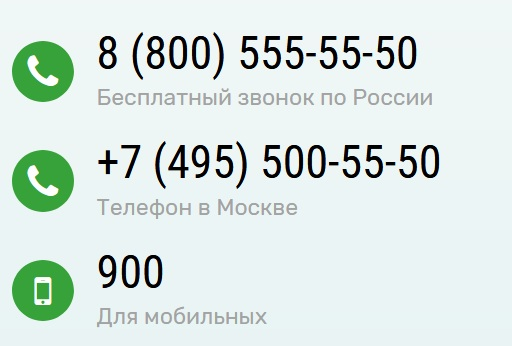 8 (800) 555-55-50
Бесплатный звонок по России
+7 (495) 500-55-50
Телефон в Москве
900
Для мобильных